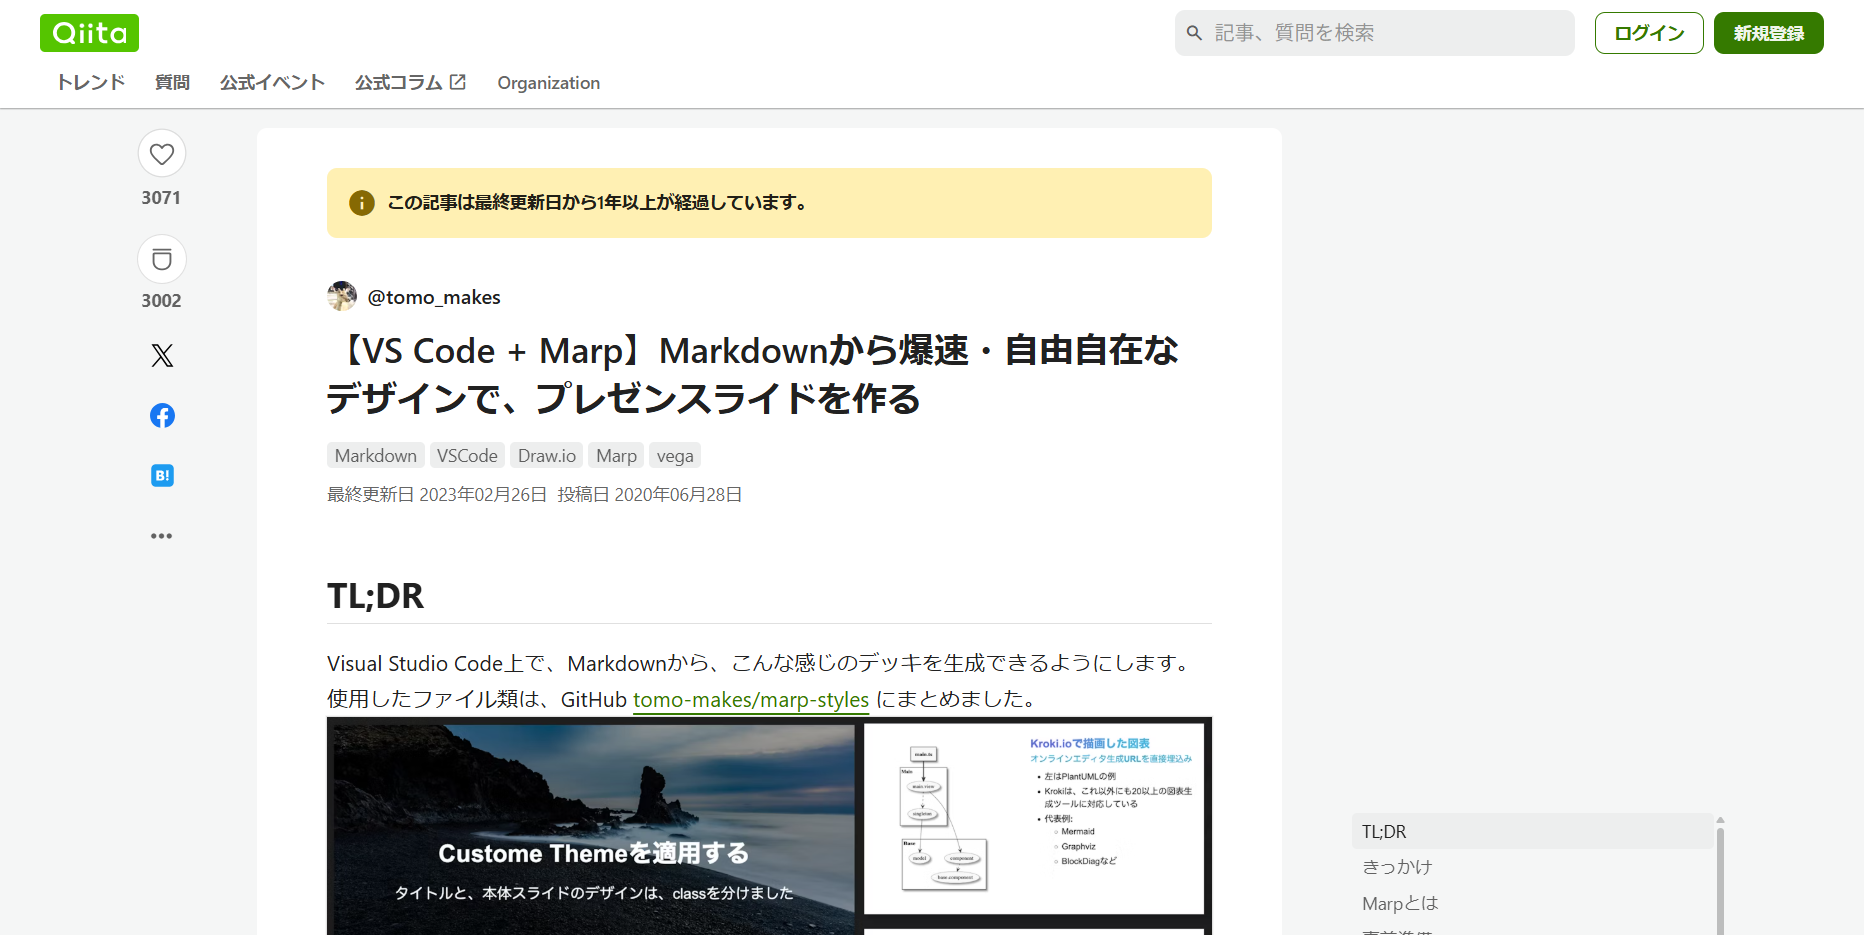 Qiita
記事、質問を検索
ログイン
新規登録
トレンド 質問 公式イベント 公式コラム Organization
3071
3002
B!
この記事は最終更新日から1年以上が経過しています。
@tomo_makes
【VS Code + Marp】Markdownから爆速・自由自在な
デザインで、プレゼンスライドを作る
Markdown VSCode Draw.io Marp vega
最終更新日 2023年02月26日 投稿日 2020年06月28日
TL;DR
Visual Studio Code上で、Markdownから、こんな感じのデッキを生成できるようにします。
使用したファイル類は、GitHub tomo-makes/marp-styles にまとめました。
Custome Themeを適用する
タイトルと、本体スライドのデザインは、classを分けました
main.ts
Main
main view
singleton
Base
model
component
base component
Kroki.ioで描画した図表
オンラインエディタ生成URLを直接埋込み
• 左はPlantUMLの例
• Krokiは、これ以外にも20以上の図表生
成ツールに対応している
• 代表例:
○ Mermaid
○ Graphviz
○ BlockDiagなど
TL;DR
きっかけ
Marpとは
事前準備